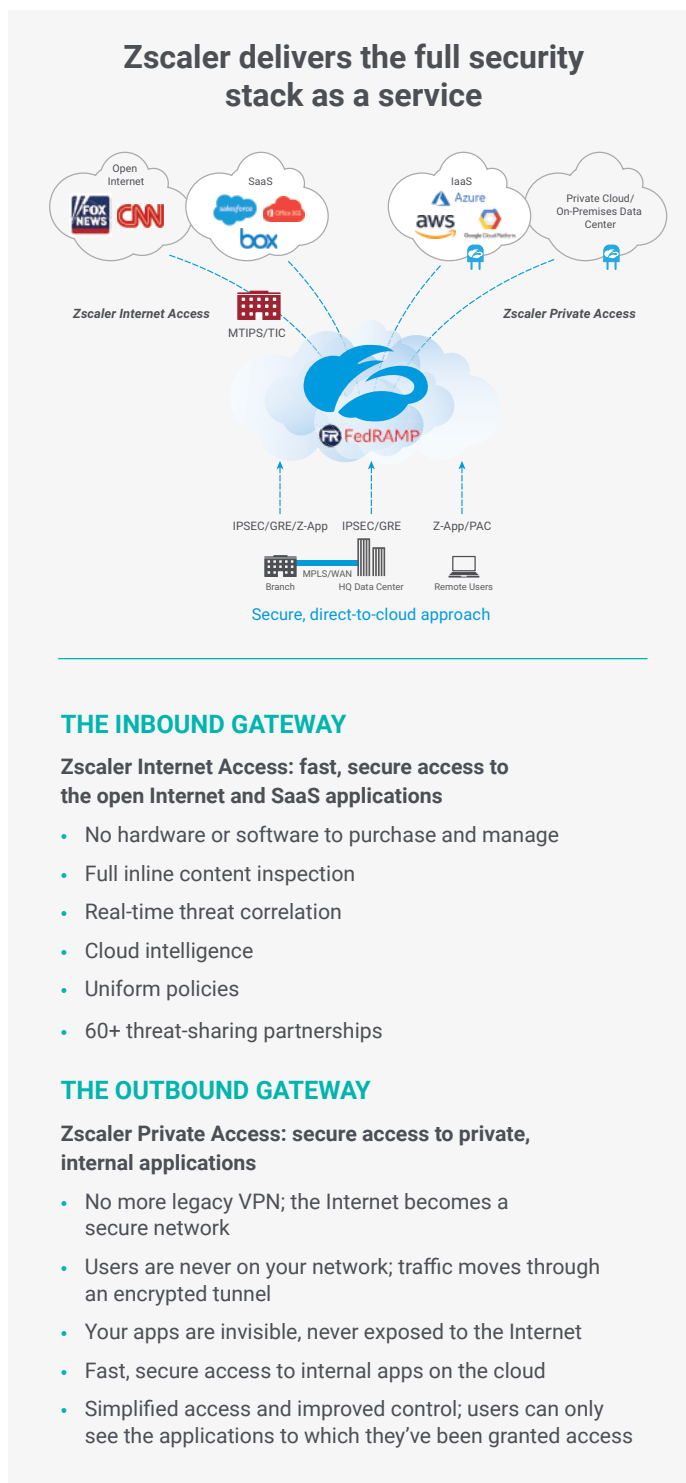 Zscaler delivers the full security
stack as a service
Open
Internet
FOX
NEWS
CNN
SaaS
salesforce
Office 365
box
IaaS
Azure
aws
Google Cloud Platform
Private Cloud/
On-Premises Data
Center
Zscaler Internet Access
MTIPS/TIC
Zscaler Private Access
FR FedRAMP
IPSEC/GRE/Z-App
IPSEC/GRE
Z-App/PAC
MPLS/WAN
Branch
HQ Data Center
Remote Users
Secure, direct-to-cloud approach
THE INBOUND GATEWAY
Zscaler Internet Access: fast, secure access to
the open Internet and SaaS applications
• No hardware or software to purchase and manage
• Full inline content inspection
• Real-time threat correlation
• Cloud intelligence
• Uniform policies
• 60+ threat-sharing partnerships
THE OUTBOUND GATEWAY
Zscaler Private Access: secure access to private,
internal applications
• No more legacy VPN; the Internet becomes a
secure network
• Users are never on your network; traffic moves through
an encrypted tunnel
• Your apps are invisible, never exposed to the Internet
• Fast, secure access to internal apps on the cloud
• Simplified access and improved control; users can only
see the applications to which they’ve been granted access